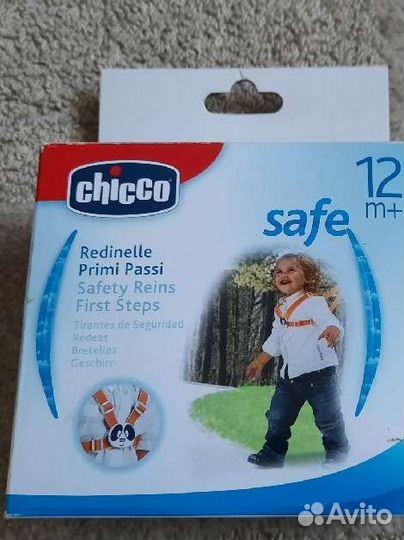 chicco
12
m+
safe
Redinelle
Primi Passi
Safety Reins
First Steps
Tirantes de Seguridad
Rédeas
Bretelles
Geschirr
Avito